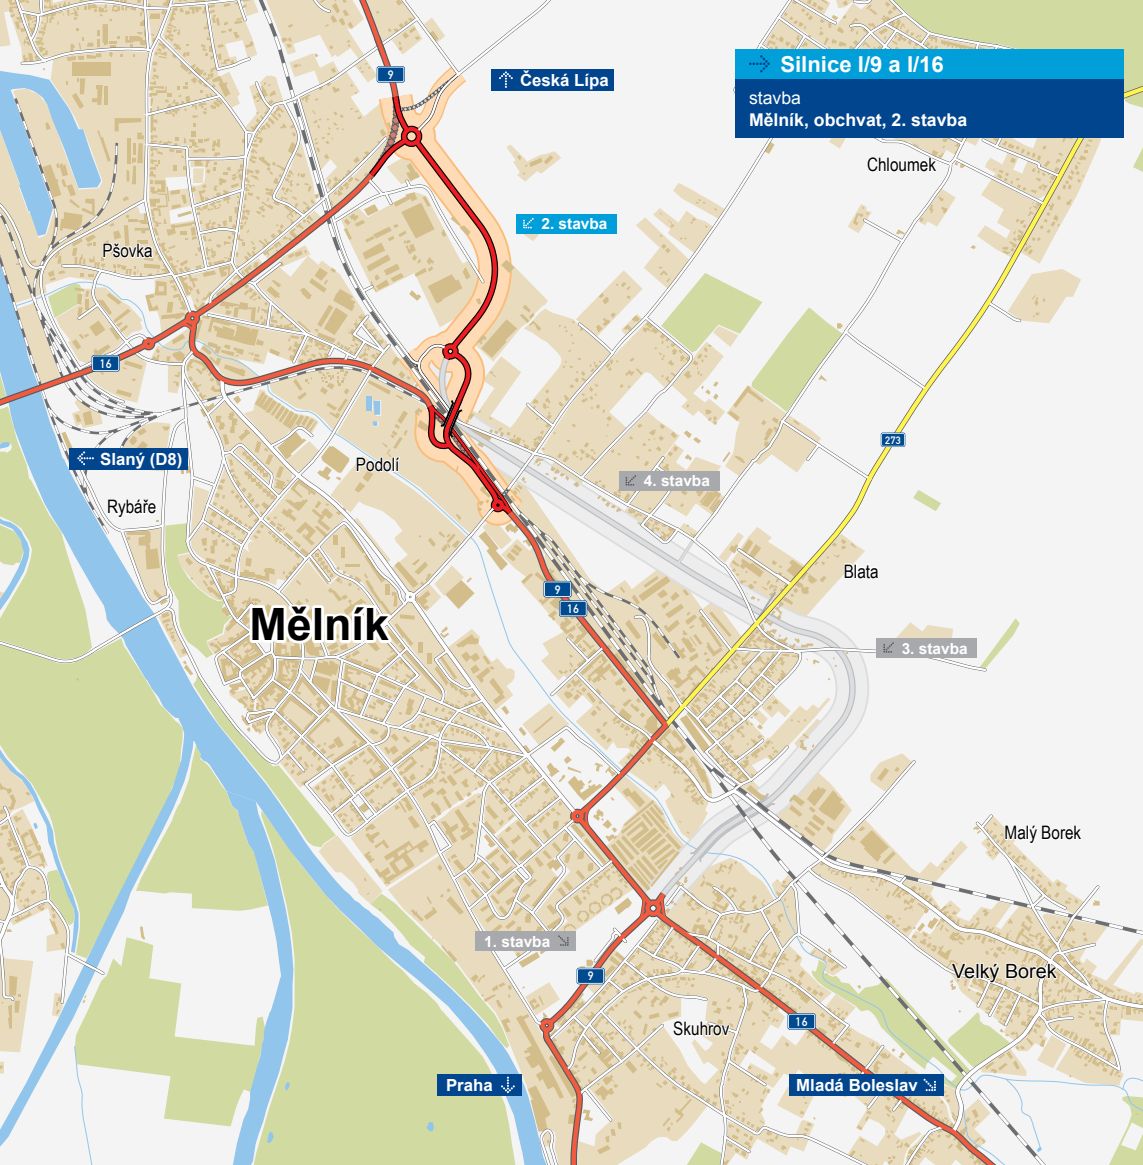 9
Česká Lípa
Silnice I/9 a I/16
stavba
Mělník, obchvat, 2. stavba
Chloumek
2. stavba
Pšovka
16
273
Slaný (D8)
Podolí
4. stavba
Rybáře
Blata
9
16
Mělník
3. stavba
Malý Borek
1. stavba
9
Velký Borek
16
Skuhrov
Praha
Mladá Boleslav